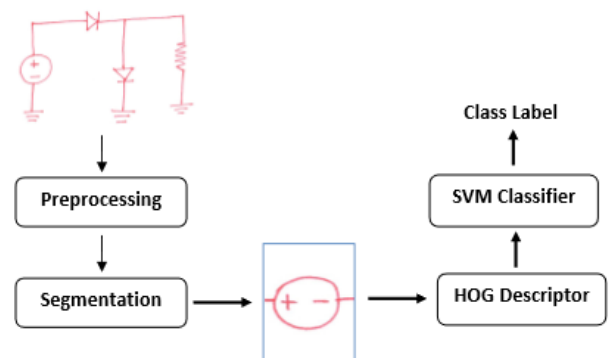 Preprocessing
Segmentation
+ −
HOG Descriptor
SVM Classifier
Class Label